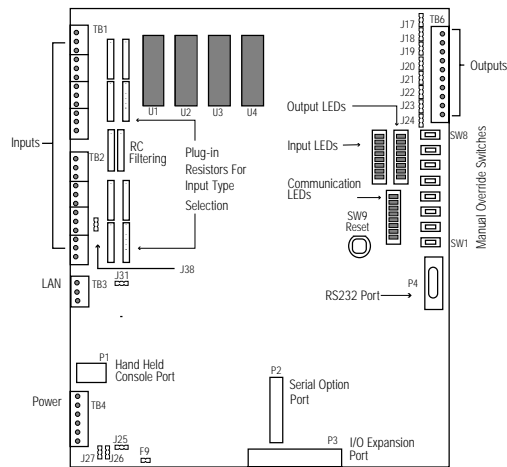 J17
TB6
TB1
J18
J19
J20
Outputs
J21
J22
J23
U1
U2
U3
U4
Output LEDs
J24
SW8
Inputs
RC
Filtering
Plug-in
Resistors For
Input Type
Selection
Input LEDs
TB2
Communication
LEDs
Manual Override Switches
SW9
Reset
SW1
J38
LAN
TB3
J31
P4
RS232 Port
P1
Hand Held
Console Port
P2
Serial Option
Port
Power
TB4
J25
J27
J26
F9
P3
I/O Expansion
Port